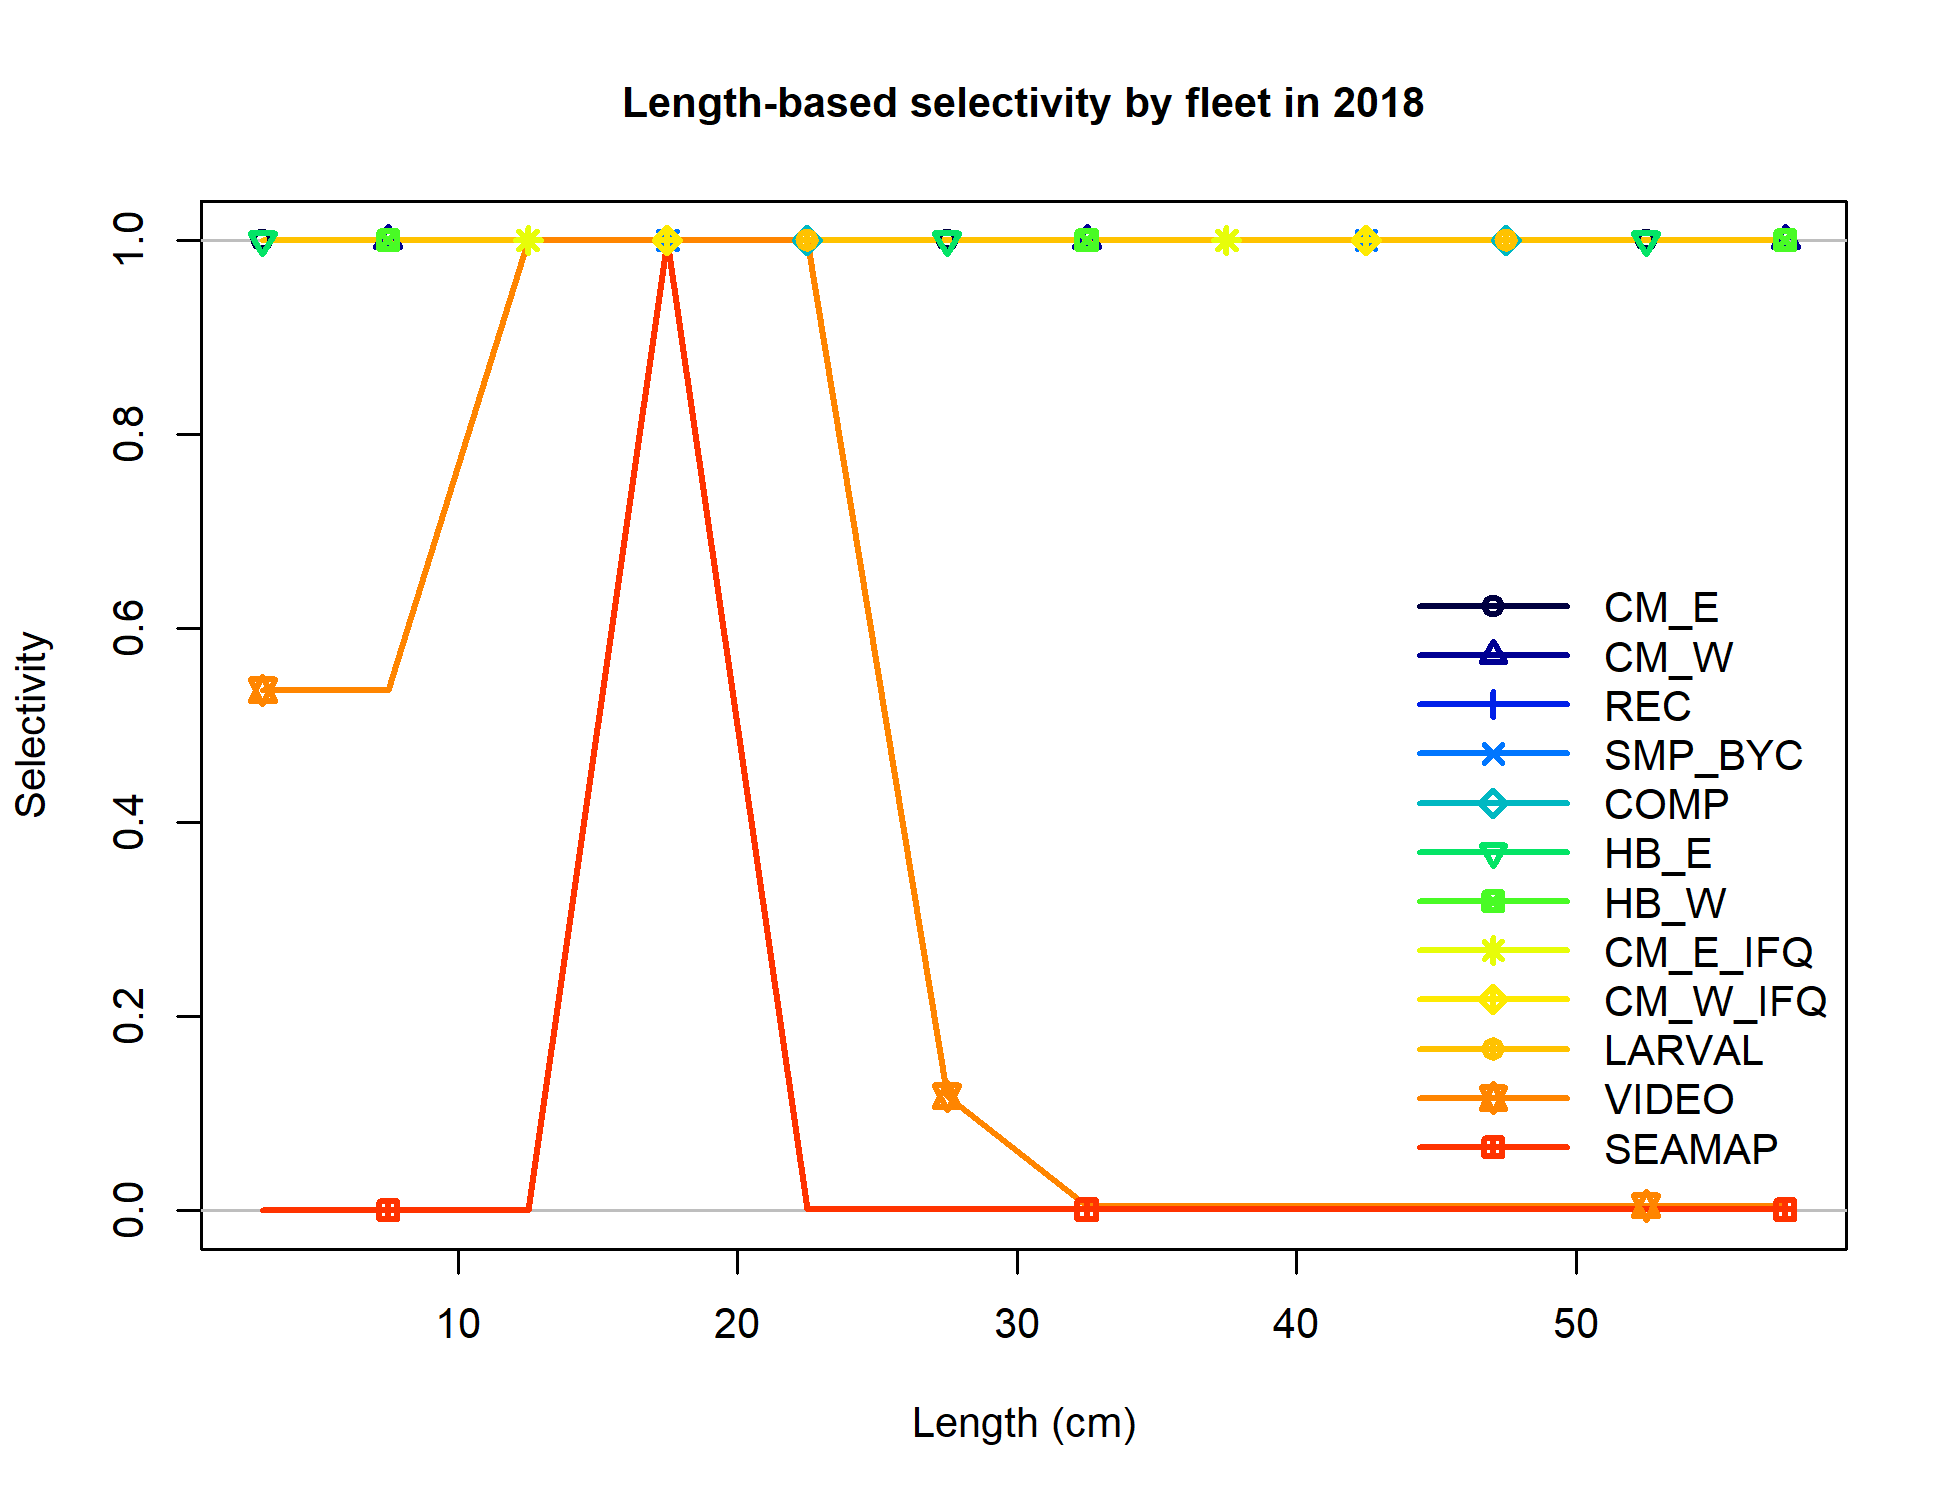 Length-based selectivity by fleet in 2018
Selectivity
1.0
0.8
0.6
0.4
0.2
0.0
CM_E
CM_W
REC
SMP_BYC
COMP
HB_E
HB_W
CM_E_IFQ
CM_W_IFQ
LARVAL
VIDEO
SEAMAP
10 20 30 40 50
Length (cm)